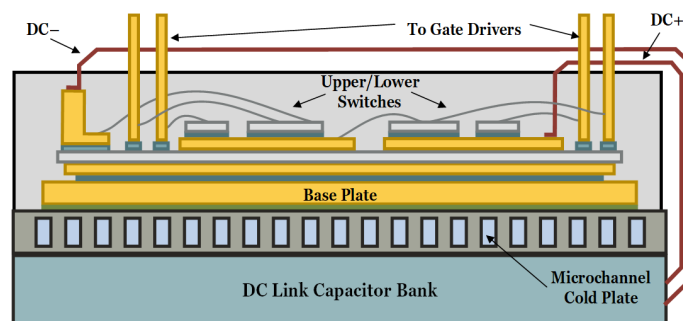 DC−
To Gate Drivers
DC+
Upper/Lower
Switches
Base Plate
DC Link Capacitor Bank
Microchannel
Cold Plate